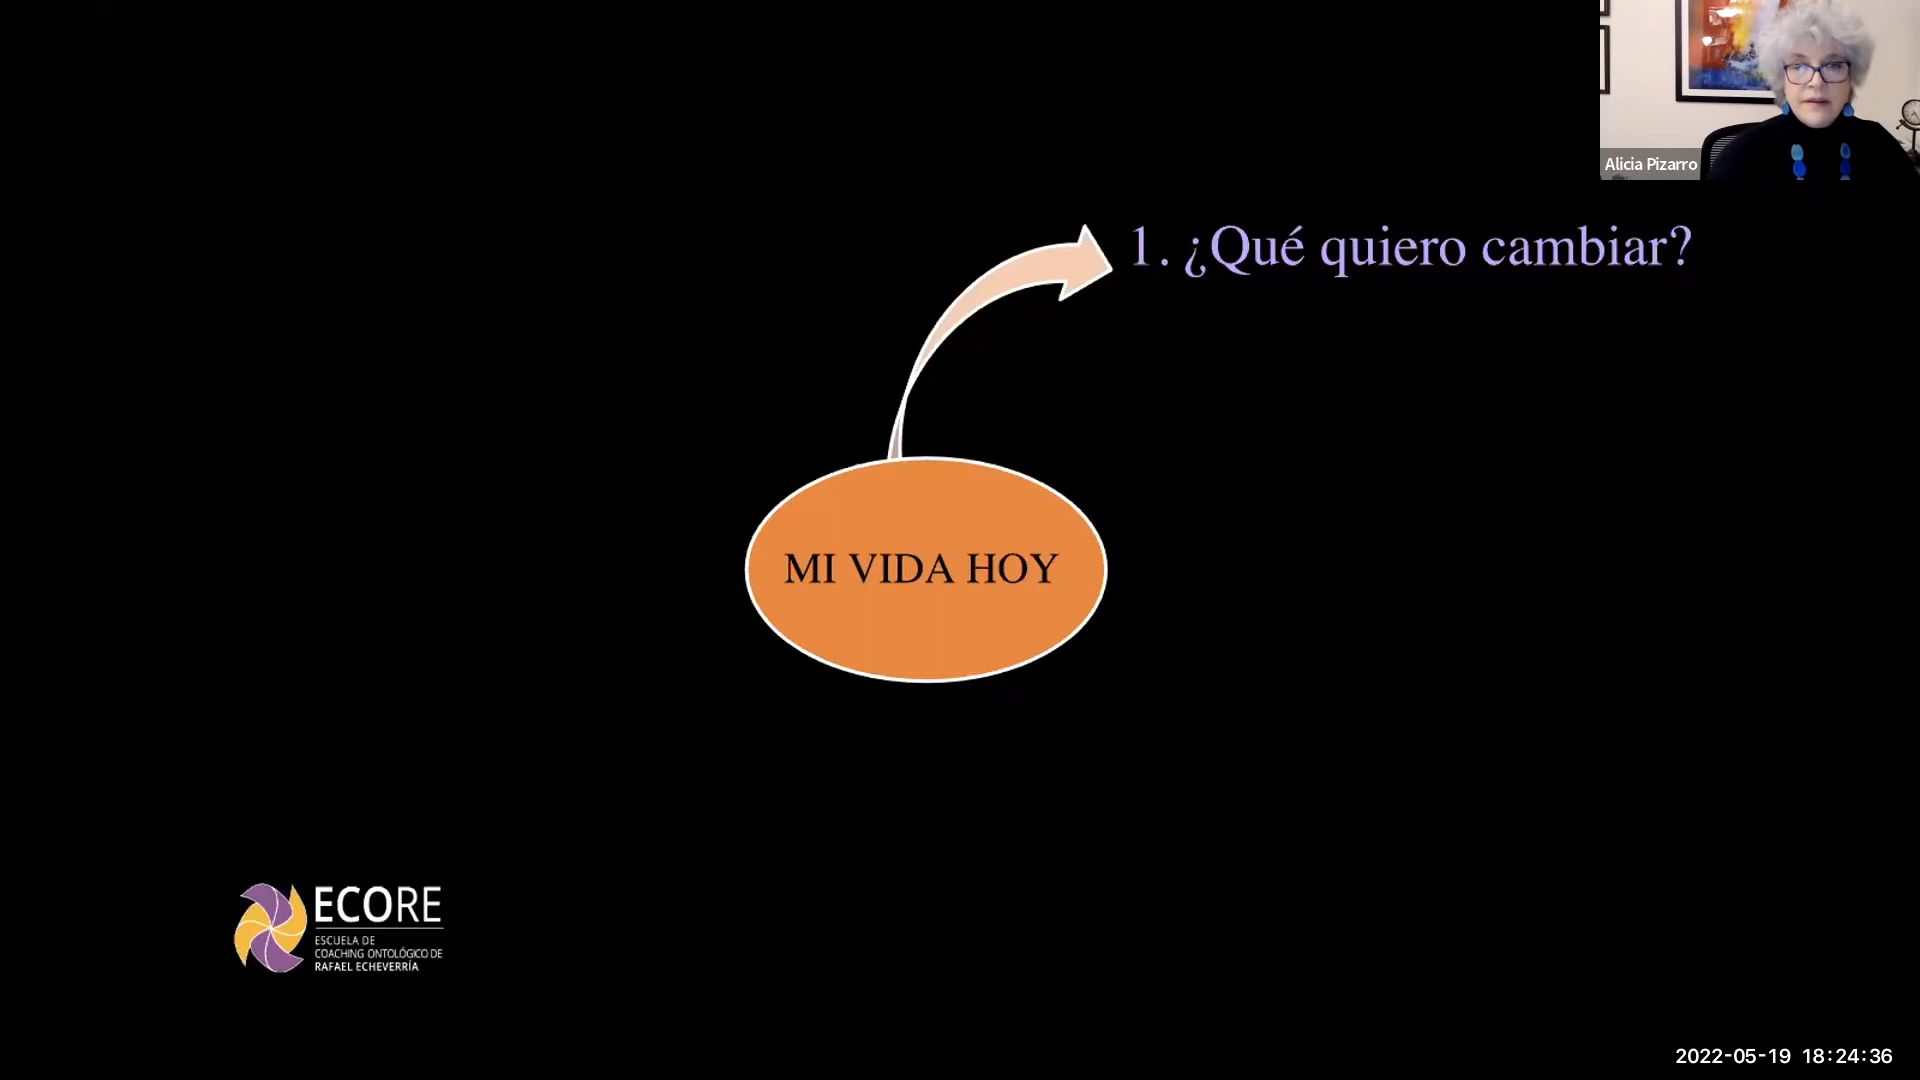 Alicia Pizarro
1. ¿Qué quiero cambiar?
MI VIDA HOY
ECORE
ESCUELA DE
COACHING ONTOLÓGICO DE
RAFAEL ECHEVERRÍA
2022-05-19 18:24:36